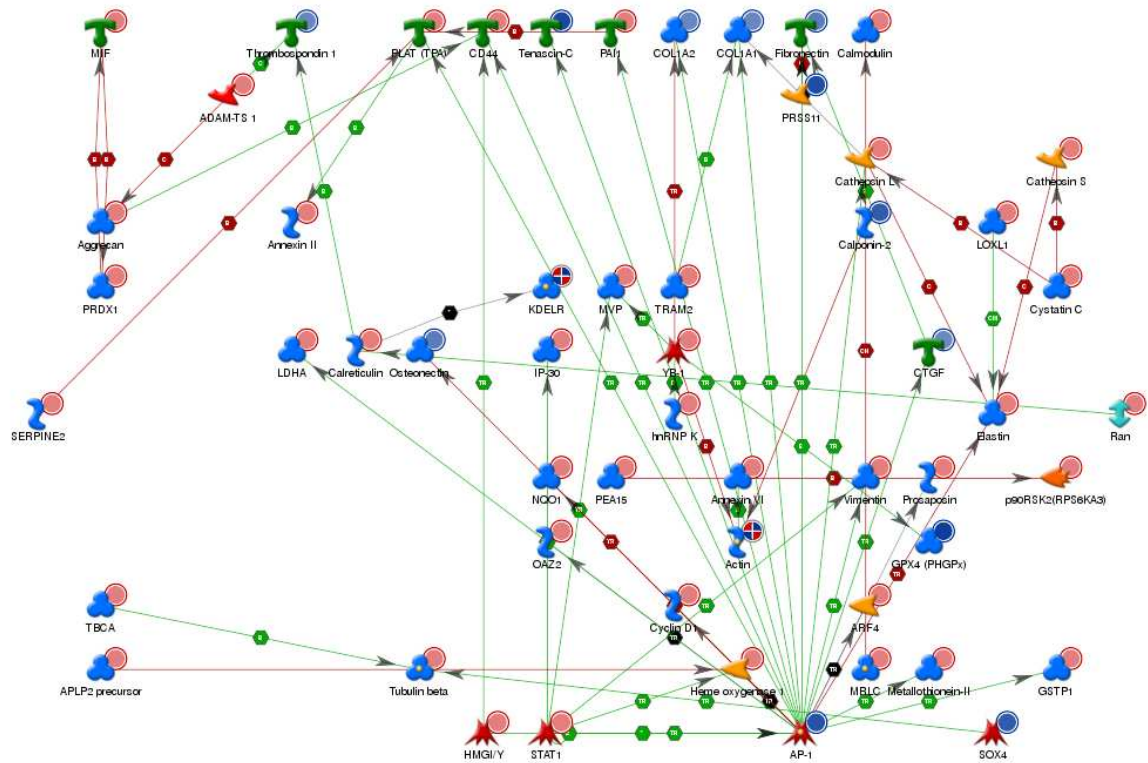 MIF Thrombospondin 1 PLAT (TPA) CD44 Tenascin-C PAI1 COL1A2 COL1A1 Fibronectin Calmodulin
ADAM-TS 1 PRSS11
Cathepsin L Cathepsin S
Aggrecan Annexin II Calponin-2 LOXL1
PRDX1 KDELR MVP TRAM2 Cystatin C
LDHA Calreticulin Osteonectin IP-30 YB-1 CTGF
SERPINE2 hnRNP K Elastin Ran
NQO1 PEA15 Annexin VI Vimentin Prosaposin p90RSK2(RPS6KA3)
OAZ2 Actin GPX4 (PHGPx)
TBCA Cyclin D1 ARF4
APLP2 precursor Tubulin beta Heme oxygenase 1 MRLC Metallothionein-II GSTP1
HMGI/Y STAT1 AP-1 SOX4